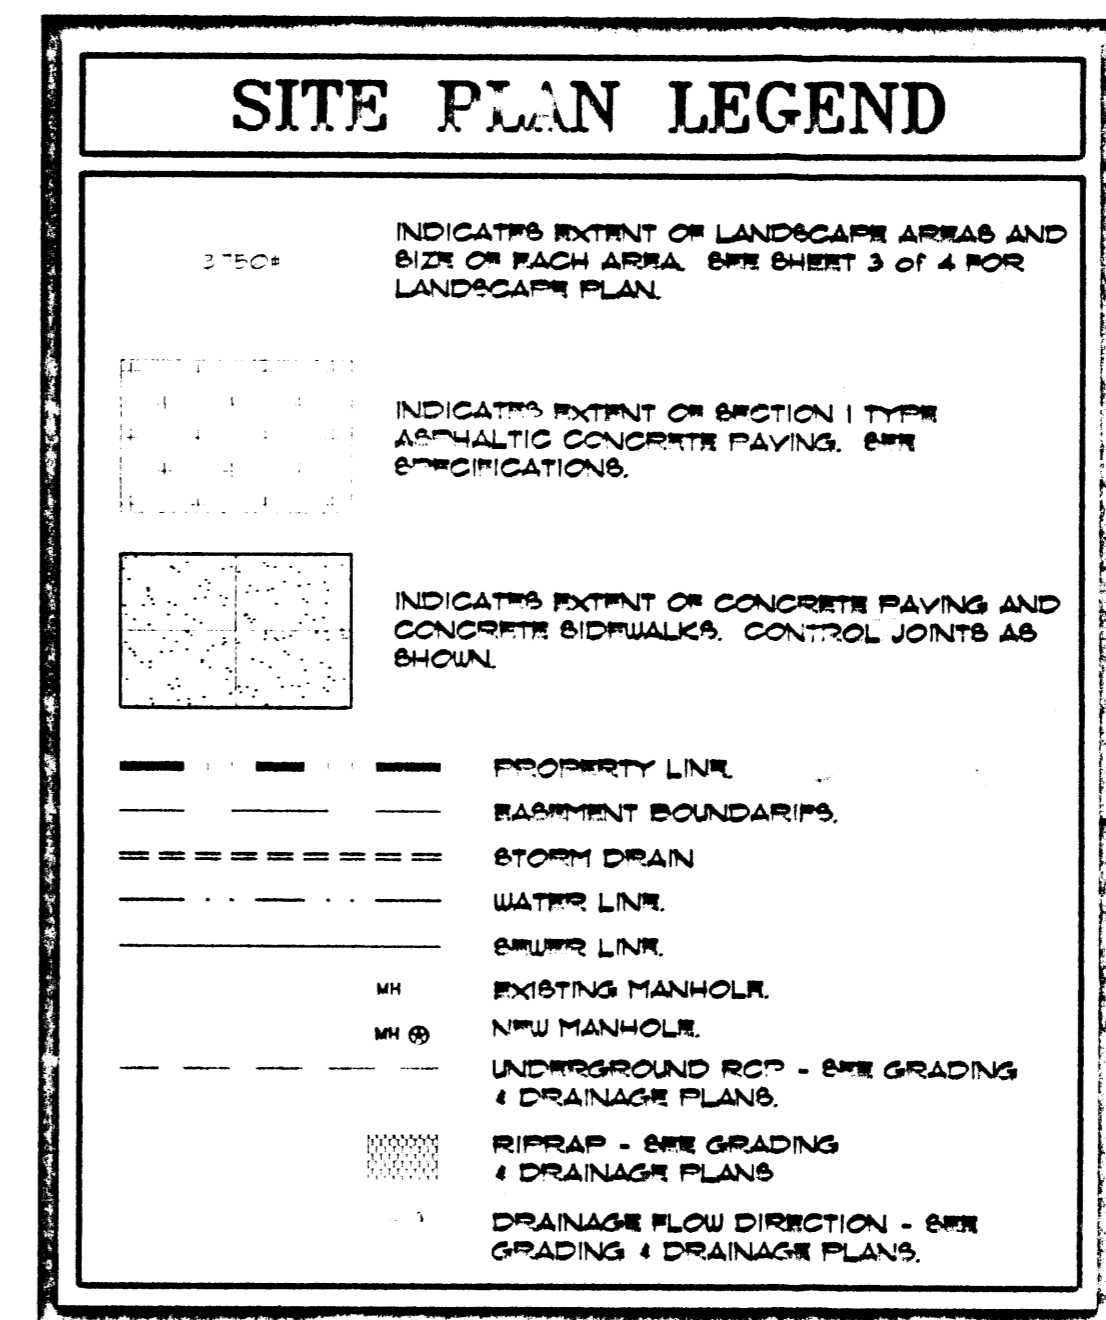 SITE PLAN LEGEND
3750#
INDICATES EXTENT OF LANDSCAPE AREAS AND
SIZE OF EACH AREA. SEE SHEET 3 of 4 FOR
LANDSCAPE PLAN.
INDICATES EXTENT OF SECTION 1 TYPE
ASPHALTIC CONCRETE PAVING. SEE
SPECIFICATIONS.
INDICATES EXTENT OF CONCRETE PAVING AND
CONCRETE SIDEWALKS. CONTROL JOINTS AS
SHOWN.
PROPERTY LINE.
EASEMENT BOUNDARIES.
STORM DRAIN
WATER LINE.
SEWER LINE.
MH EXISTING MANHOLE.
MH NEW MANHOLE.
UNDERGROUND RCP - SEE GRADING
& DRAINAGE PLANS.
RIPRAP - SEE GRADING
& DRAINAGE PLANS
DRAINAGE FLOW DIRECTION - SEE
GRADING & DRAINAGE PLANS.